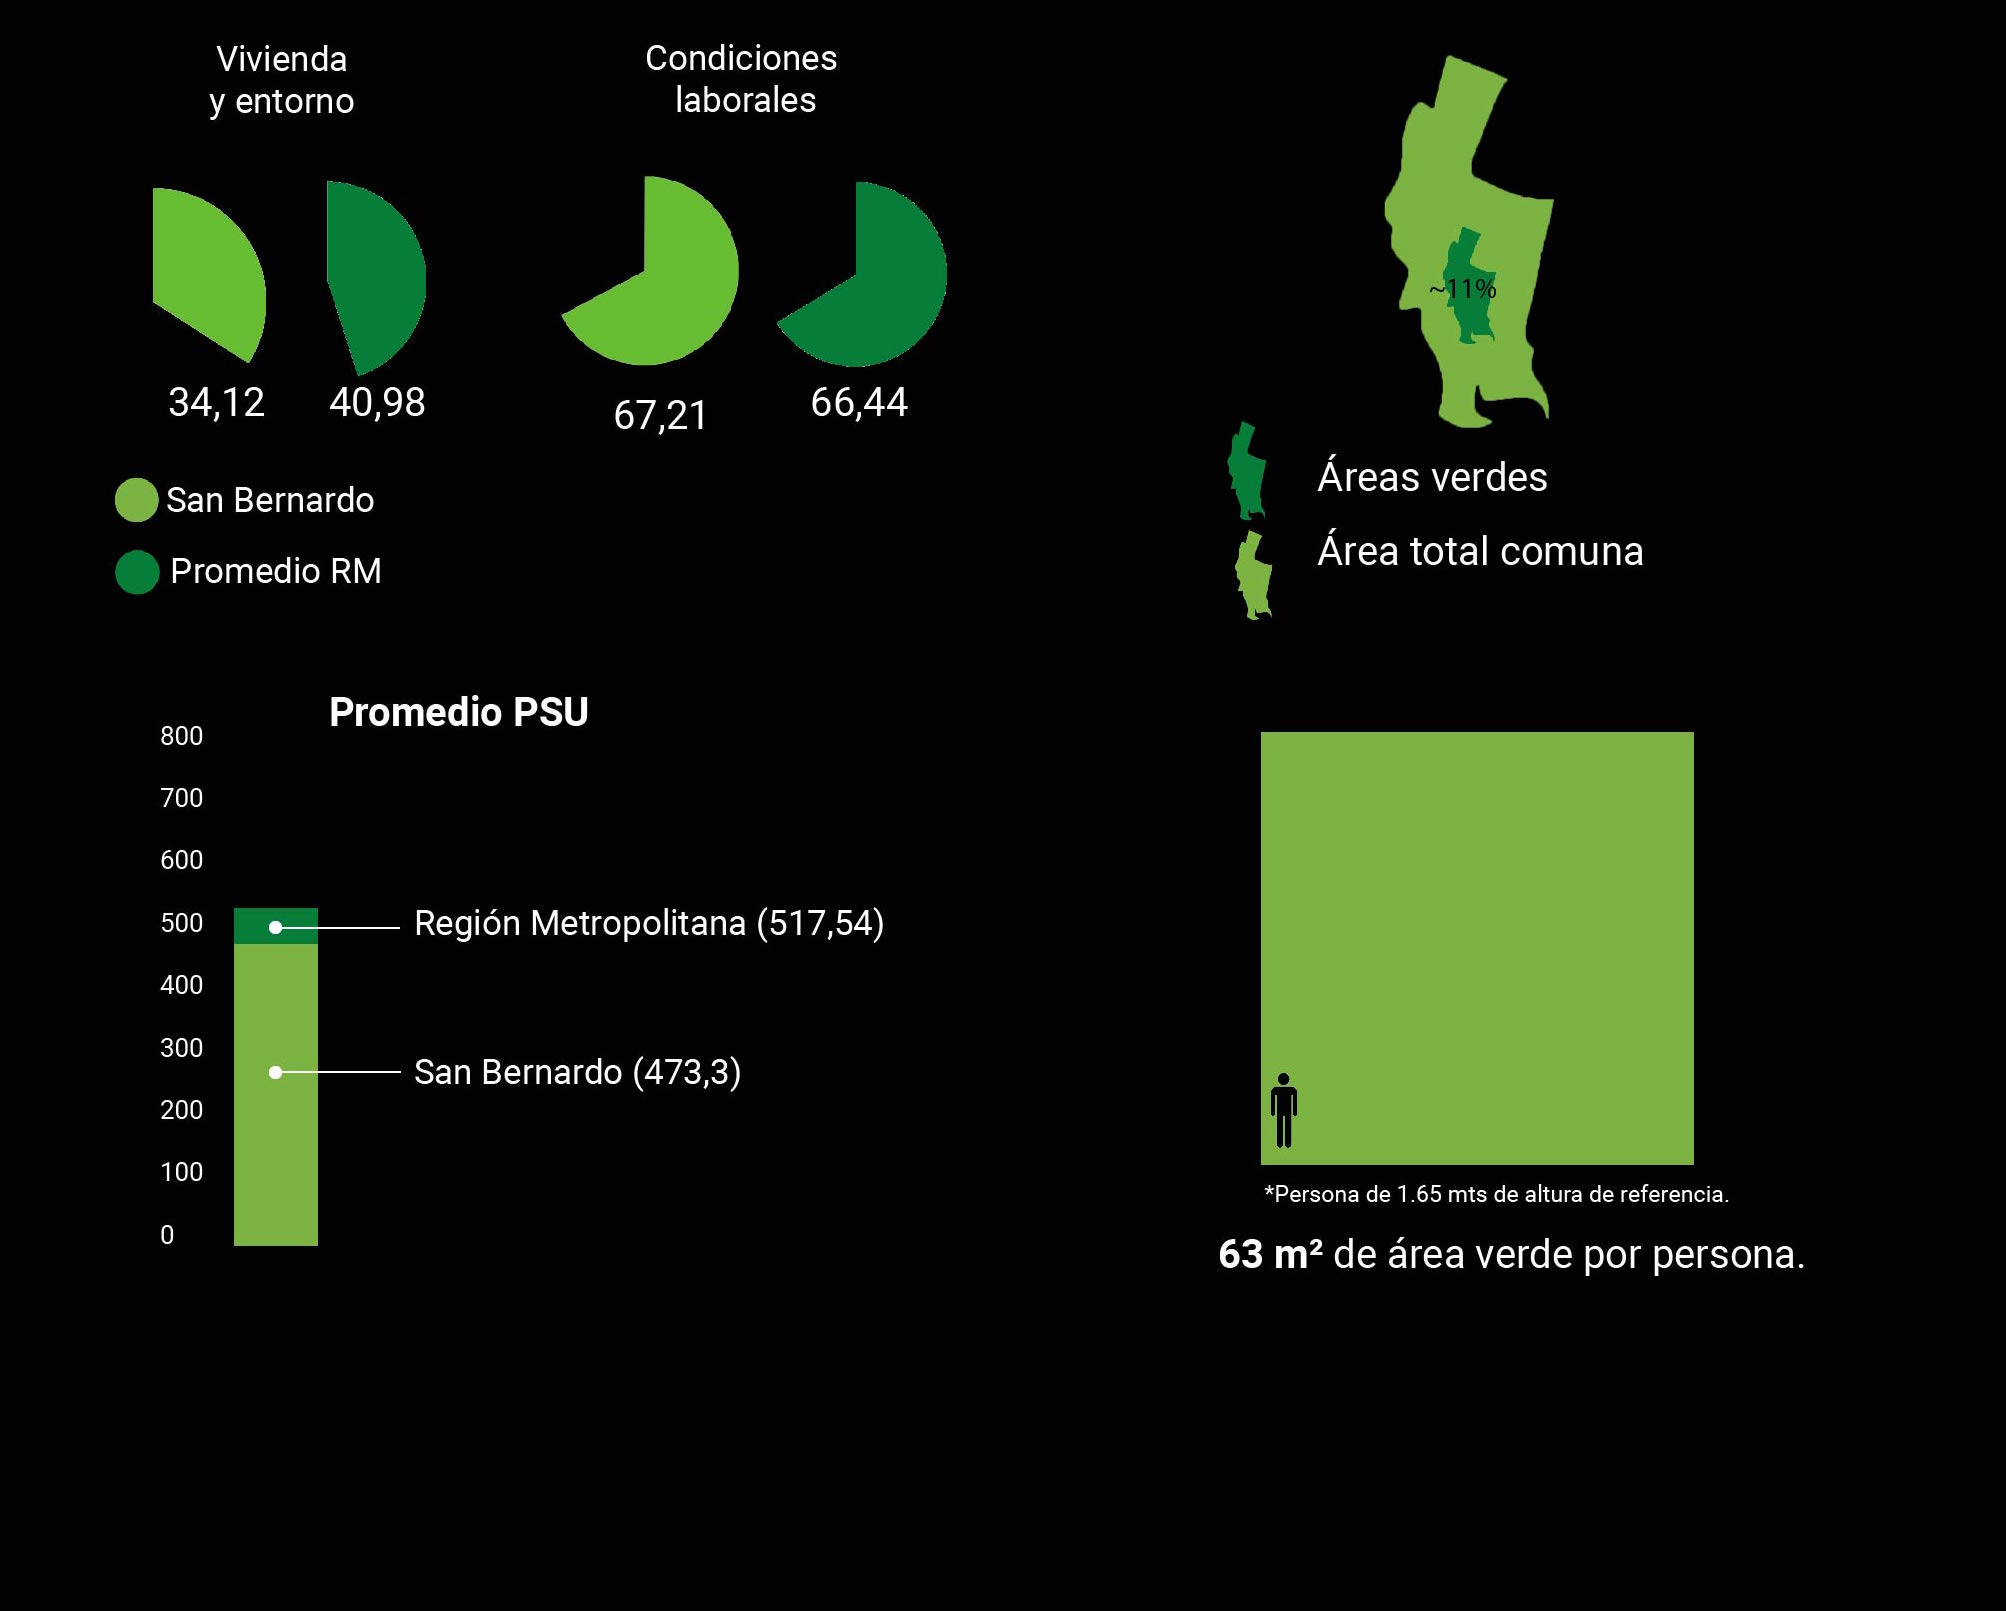 Vivienda
y entorno
Condiciones
laborales
34,12
40,98
67,21
66,44
San Bernardo
Promedio RM
~11%
Áreas verdes
Área total comuna
Promedio PSU
800
700
600
500
400
300
200
100
0
Región Metropolitana (517,54)
San Bernardo (473,3)
*Persona de 1.65 mts de altura de referencia.
63 m² de área verde por persona.